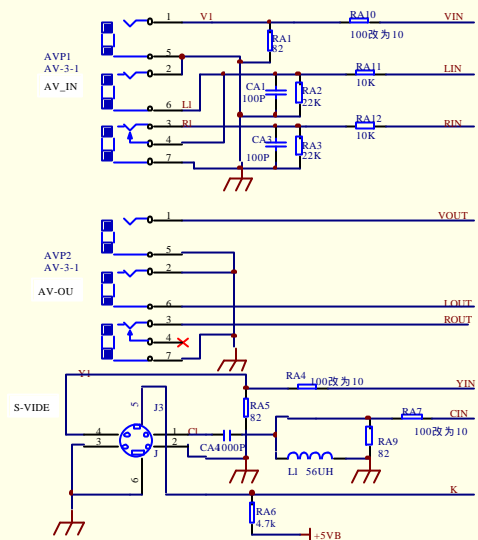 1 V1 RA10 VIN
RA1
82
100改为10
AVP1
AV-3-1
AV_IN
5
2
RA11 LIN
10K
CA1
100P
RA2
22K
6 L1
3 R1
RA12 RIN
10K
4
CA3
100P
RA3
22K
7
1 VOUT
AVP2
AV-3-1
AV-OU
5
2
6 LOUT
3 ROUT
4
7
Y1
RA4 100改为10 YIN
S-VIDE
5
J3
RA5
82
RA7 CIN
100改为10
4
3
1 C1
2
J
CA4 1000P
RA9
82
L1 56UH
6
K
RA6
4.7k
+5VB